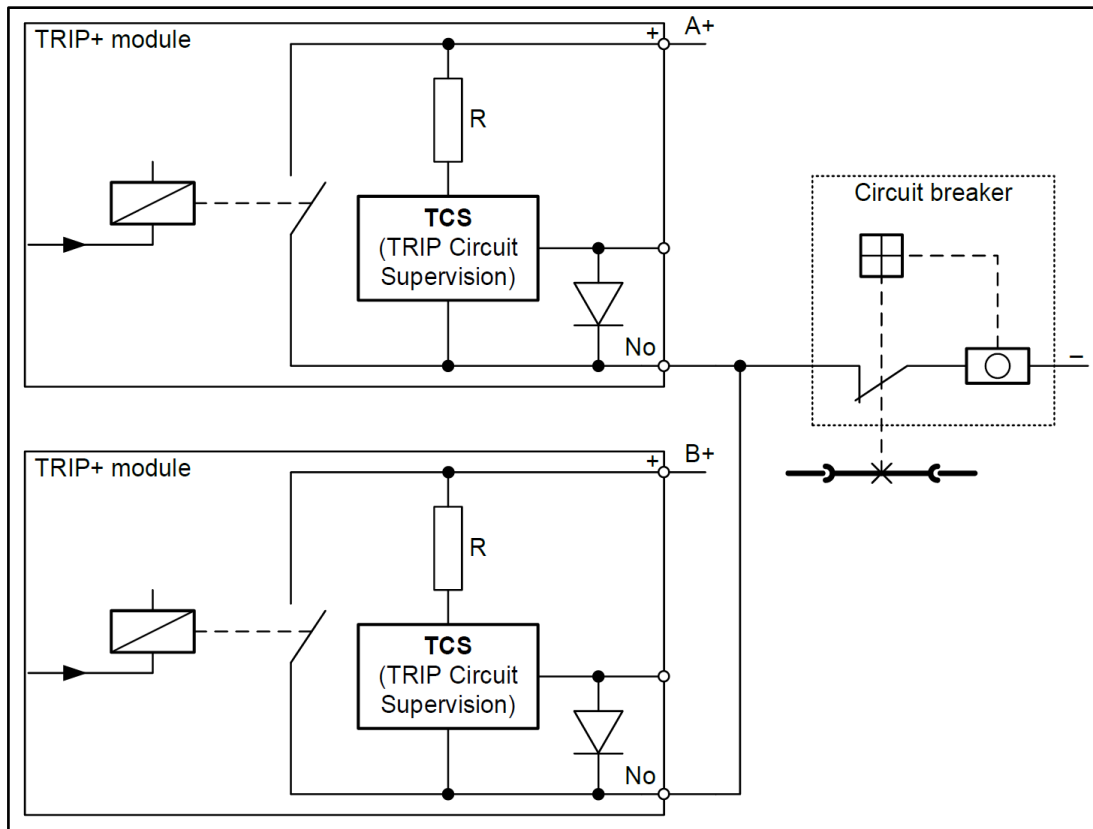 TRIP+ module
+
A+
R
TCS
(TRIP Circuit
Supervision)
No
Circuit breaker
–
TRIP+ module
+
B+
R
TCS
(TRIP Circuit
Supervision)
No